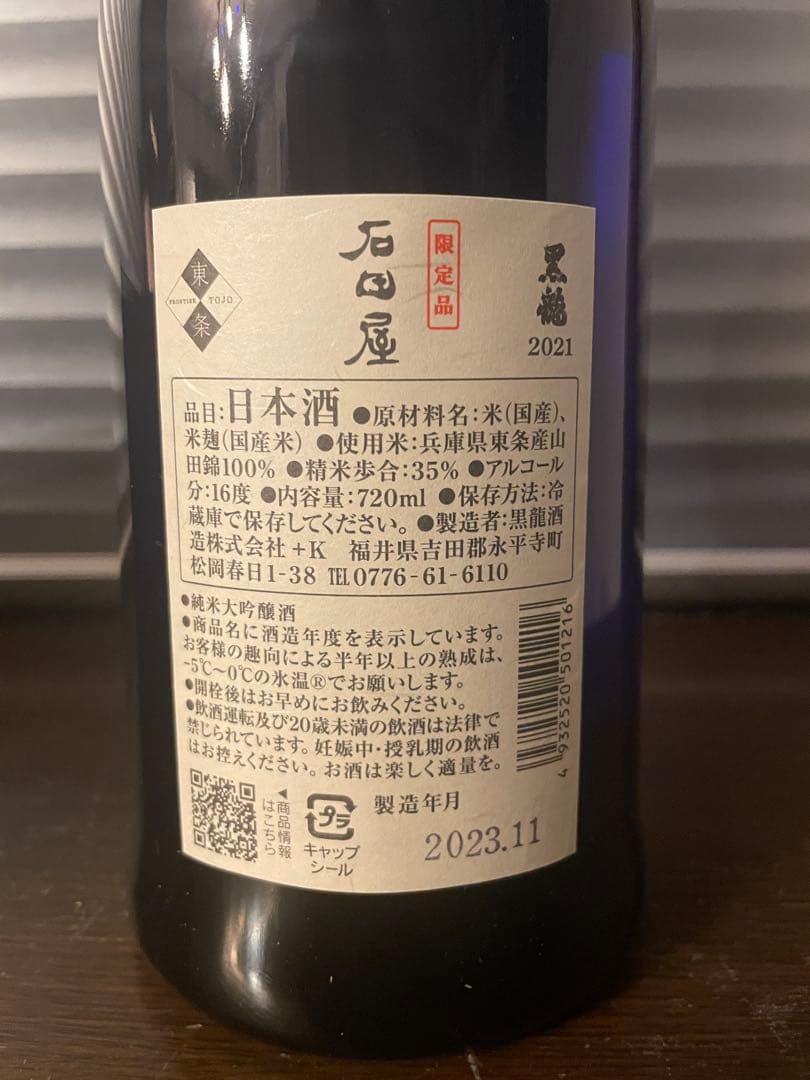 黒龍
2021
限定品
石田屋
東
FRONTIER TOJO
条
品目:日本酒 ●原材料名:米(国産)、
米麹(国産米) ●使用米:兵庫県東条産山
田錦100% ●精米歩合:35% ●アルコール
分:16度 ●内容量:720ml ●保存方法:冷
蔵庫で保存してください。 ●製造者:黒龍酒
造株式会社 +K 福井県吉田郡永平寺町
松岡春日1-38 TEL 0776-61-6110
●純米大吟醸酒
●商品名に酒造年度を表示しています。
お客様の趣向による半年以上の熟成は、
-5℃〜0℃の氷温®でお願いします。
●開栓後はお早めにお飲みください。
●飲酒運転及び20歳未満の飲酒は法律で
禁じられています。妊娠中・授乳期の飲酒
はお控えください。お酒は楽しく適量を。
4932520501216
◀商品情報
はこちら
プラ
キャップ
シール
製造年月
2023.11